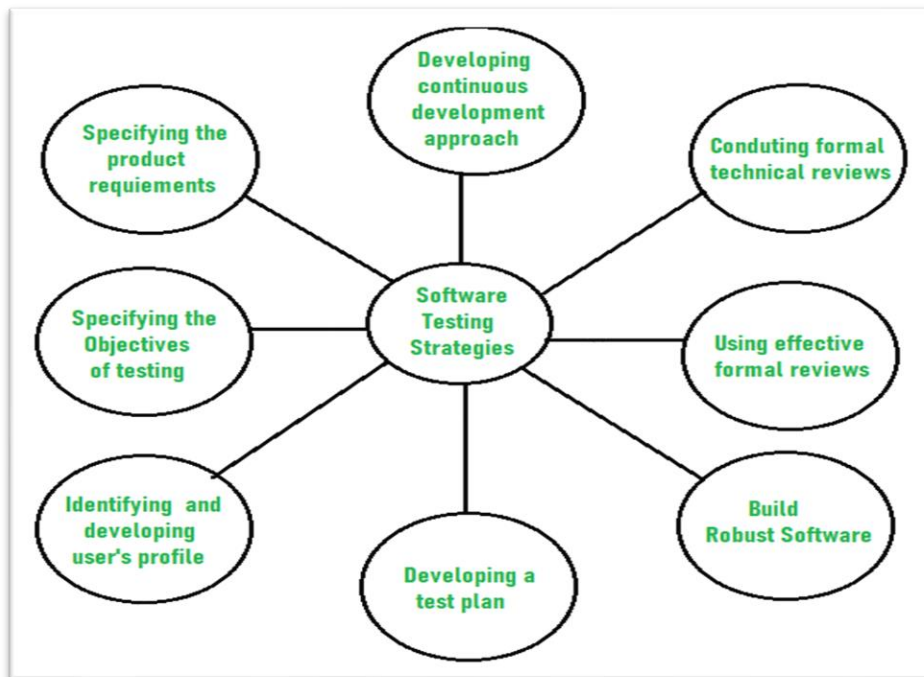 Developing
continuous
development
approach
Specifying the
product
requiements
Conduting formal
technical reviews
Software
Testing
Strategies
Specifying the
Objectives
of testing
Using effective
formal reviews
Identifying and
developing
user's profile
Build
Robust Software
Developing a
test plan